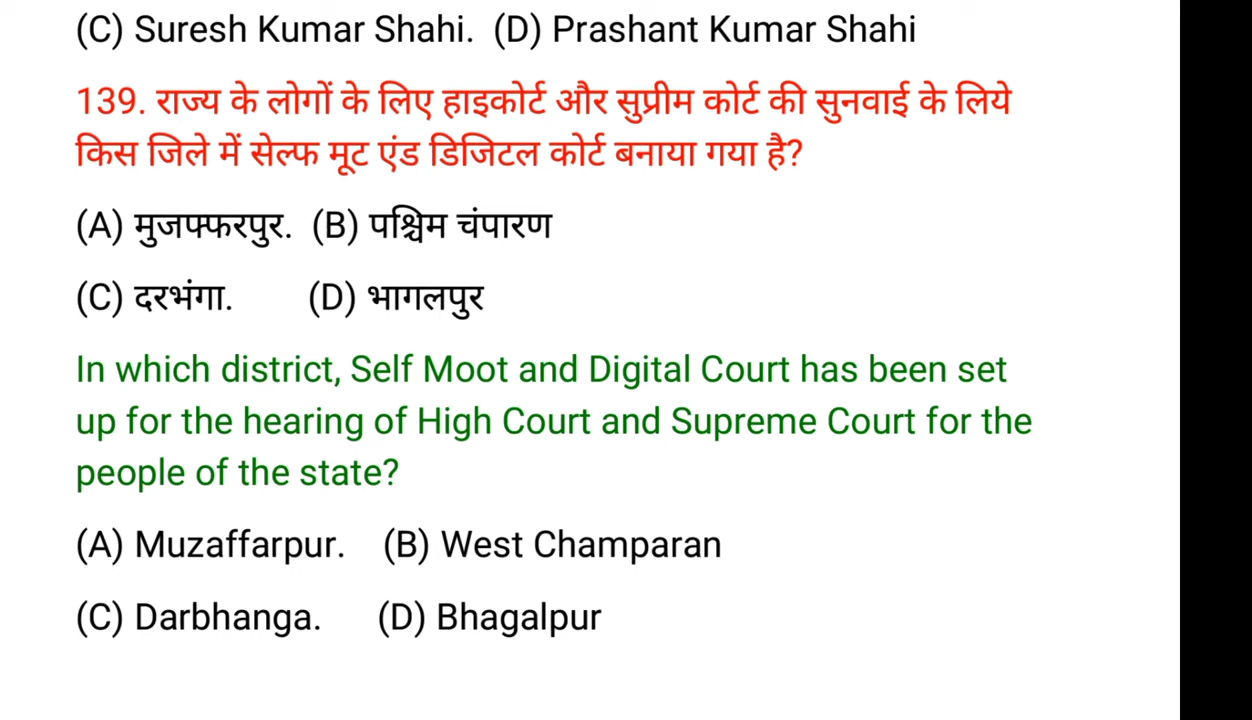 (C) Suresh Kumar Shahi. (D) Prashant Kumar Shahi
139. राज्य के लोगों के लिए हाइकोर्ट और सुप्रीम कोर्ट की सुनवाई के लिये
किस जिले में सेल्फ मूट एंड डिजिटल कोर्ट बनाया गया है?
(A) मुजफ्फरपुर. (B) पश्चिम चंपारण
(C) दरभंगा. (D) भागलपुर
In which district, Self Moot and Digital Court has been set
up for the hearing of High Court and Supreme Court for the
people of the state?
(A) Muzaffarpur. (B) West Champaran
(C) Darbhanga. (D) Bhagalpur